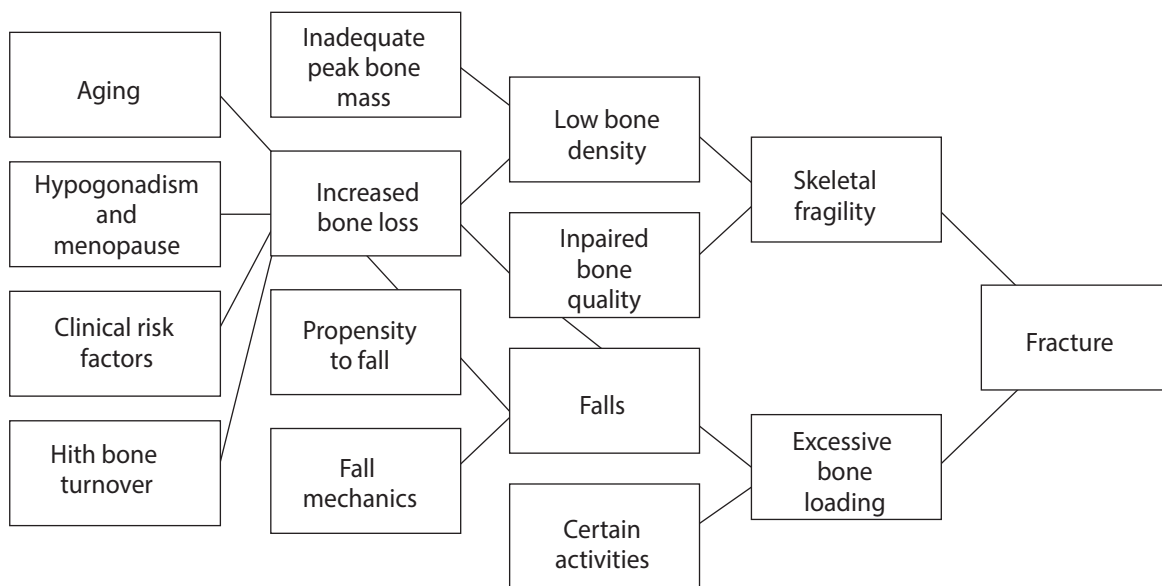 Aging
Hypogonadism
and
menopause
Clinical risk
factors
Hith bone
turnover
Inadequate
peak bone
mass
Increased
bone loss
Propensity
to fall
Fall
mechanics
Low bone
density
Inpaired
bone
quality
Falls
Certain
activities
Skeletal
fragility
Excessive
bone
loading
Fracture